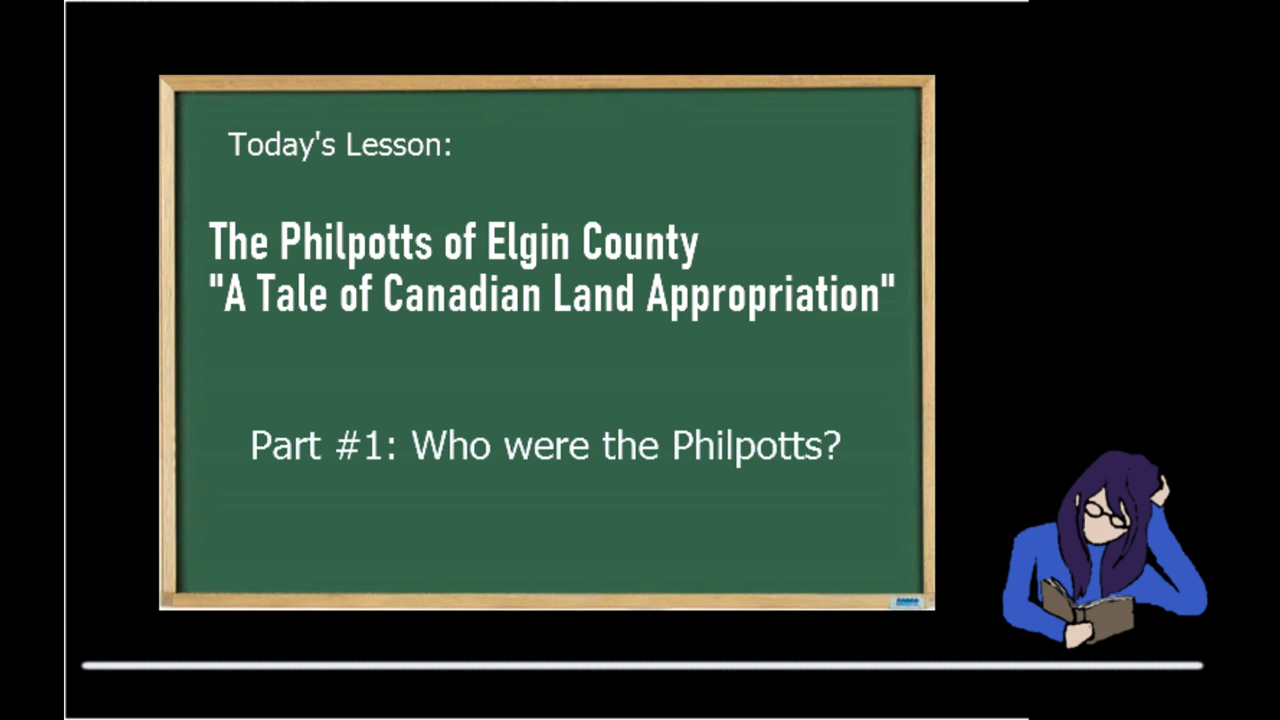 Today's Lesson:
The Philpotts of Elgin County
"A Tale of Canadian Land Appropriation"
Part #1: Who were the Philpotts?